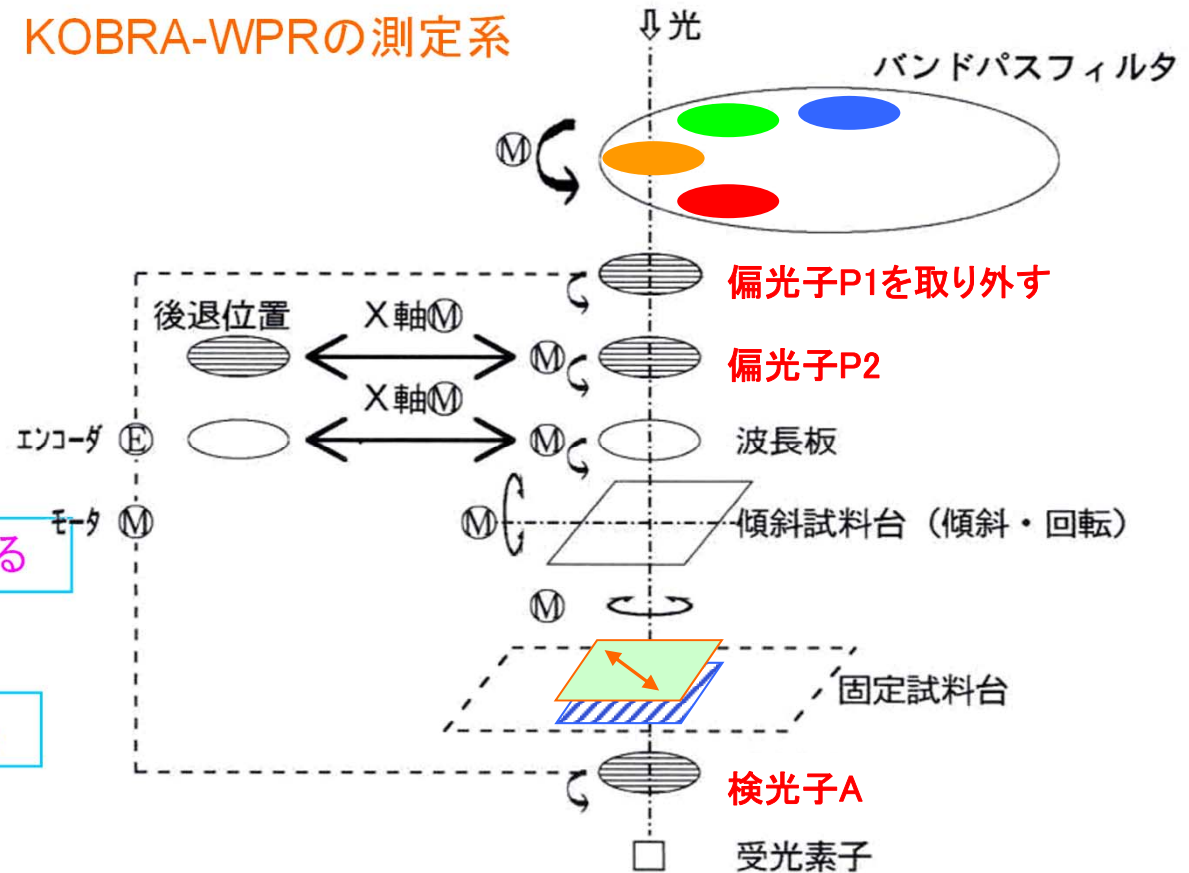 KOBRA-WPRの測定系
光
バンドパスフィルタ
Ⓜ
偏光子P1を取り外す
後退位置
X軸Ⓜ
Ⓜ
偏光子P2
X軸Ⓜ
エンコーダ Ⓔ
Ⓜ
波長板
モータ Ⓜ
Ⓜ
傾斜試料台（傾斜・回転）
る
Ⓜ
固定試料台
検光子A
受光素子